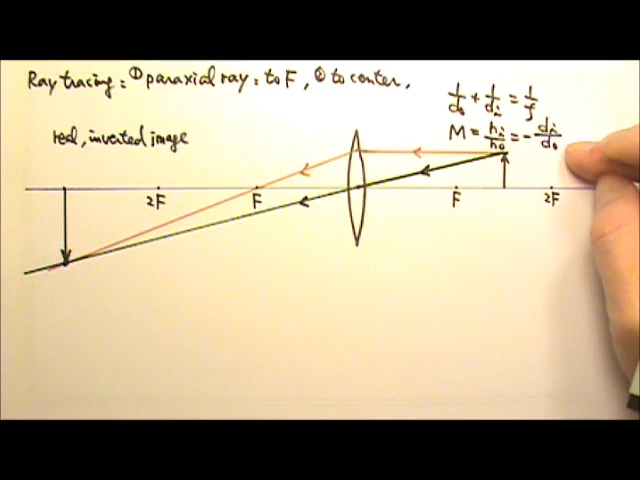 Ray tracing: ① paraxial ray: to F, ② to center.
1/do + 1/di = 1/f
real, inverted image
M = hi/ho = - di/do
2F F F 2F